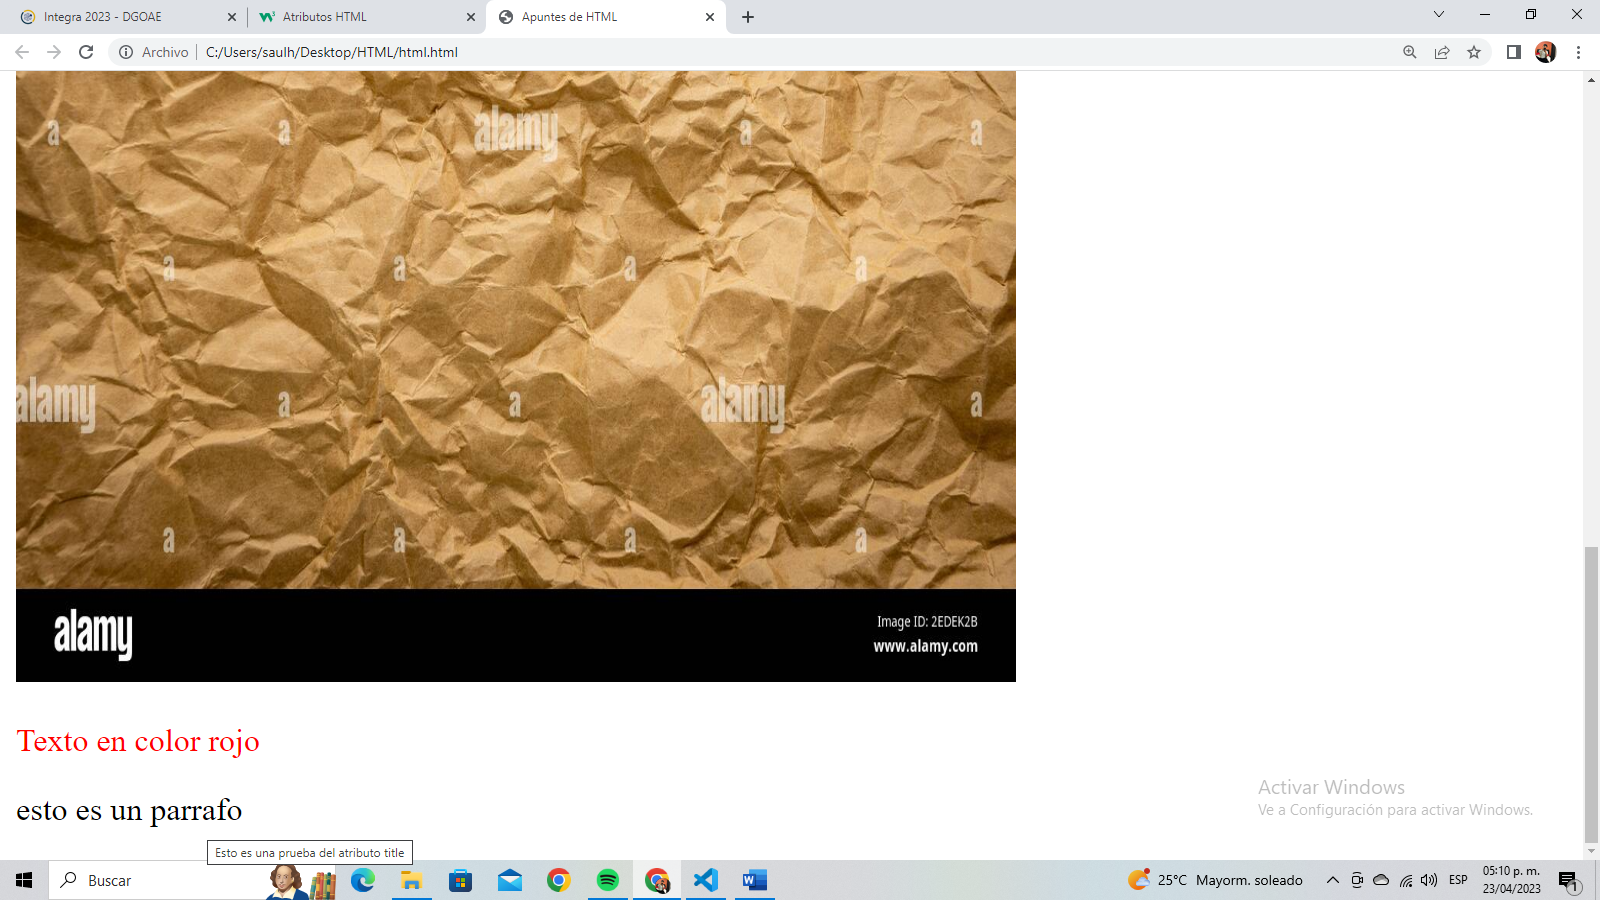 Integra 2023 - DGOAE
Atributos HTML
Apuntes de HTML
Archivo
C:/Users/saulh/Desktop/HTML/html.html
a a alamy a a
a a a a
alamy a a alamy a
a a a a
alamy
Image ID: 2EDEK2B
www.alamy.com
Texto en color rojo
esto es un parrafo
Esto es una prueba del atributo title
Activar Windows
Ve a Configuración para activar Windows.
Buscar
25°C Mayorm. soleado
ESP
05:10 p. m.
23/04/2023
1